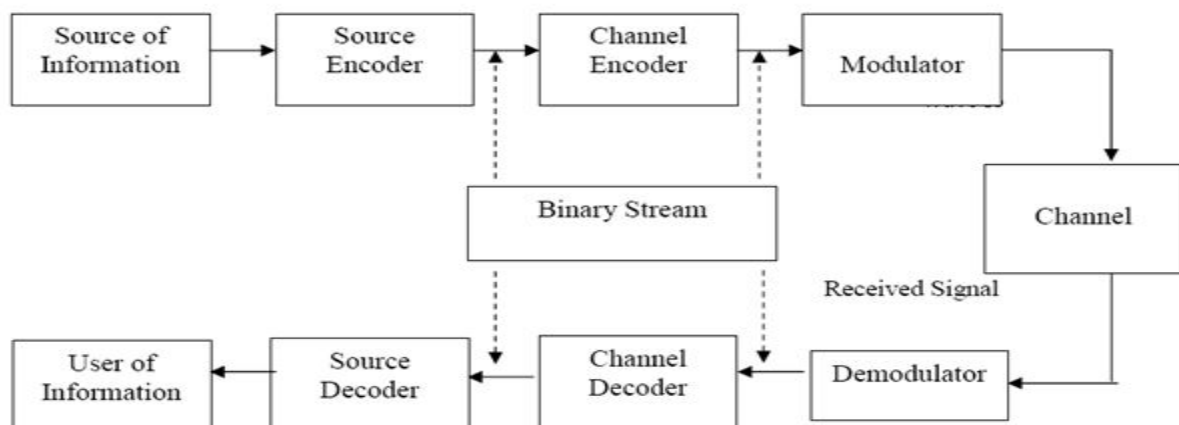 Source of
Information
Source
Encoder
Channel
Encoder
Modulator
Binary Stream
Channel
Received Signal
User of
Information
Source
Decoder
Channel
Decoder
Demodulator